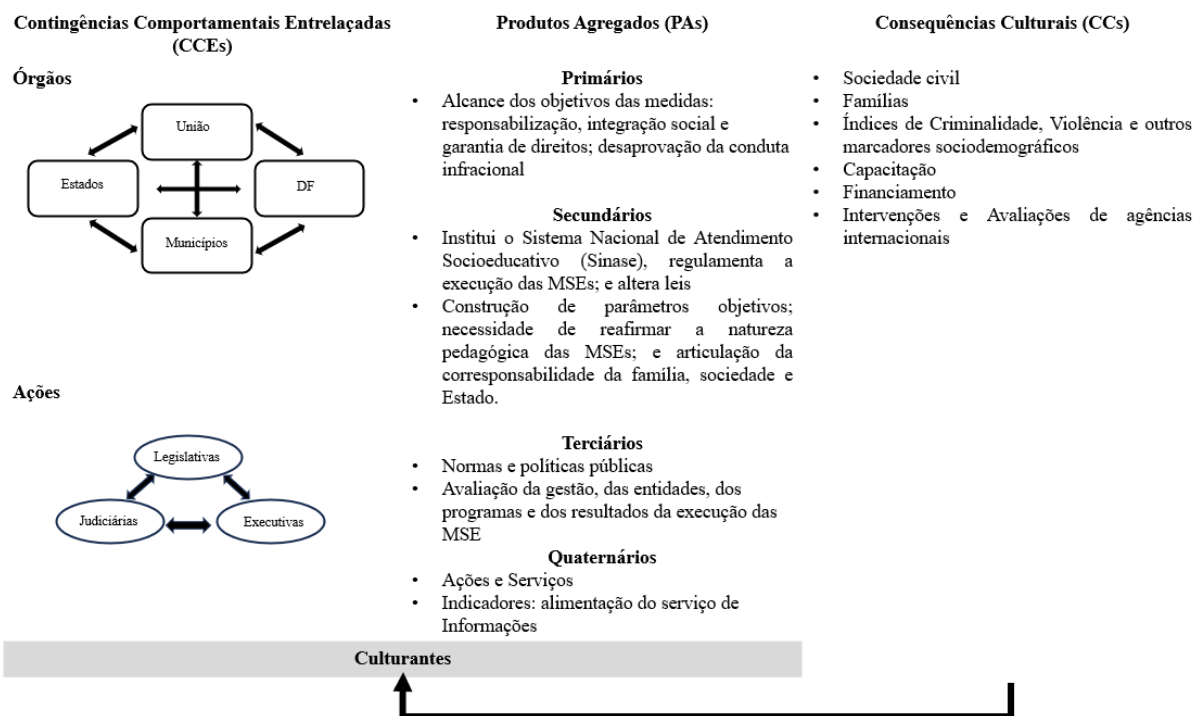 Contingências Comportamentais Entrelaçadas
(CCEs)
Órgãos
União
Estados
DF
Municípios
Ações
Legislativas
Judiciárias
Executivas
Produtos Agregados (PAs)
Primários
• Alcance dos objetivos das medidas:
responsabilização, integração social e
garantia de direitos; desaprovação da conduta
infracional
Secundários
• Institui o Sistema Nacional de Atendimento
Socioeducativo (Sinase), regulamenta a
execução das MSEs; e altera leis
• Construção de parâmetros objetivos;
necessidade de reafirmar a natureza
pedagógica das MSEs; e articulação da
corresponsabilidade da família, sociedade e
Estado.
Terciários
• Normas e políticas públicas
• Avaliação da gestão, das entidades, dos
programas e dos resultados da execução das
MSE
Quaternários
• Ações e Serviços
• Indicadores: alimentação do serviço de
Informações
Consequências Culturais (CCs)
• Sociedade civil
• Famílias
• Índices de Criminalidade, Violência e outros
marcadores sociodemográficos
• Capacitação
• Financiamento
• Intervenções e Avaliações de agências
internacionais
Culturantes